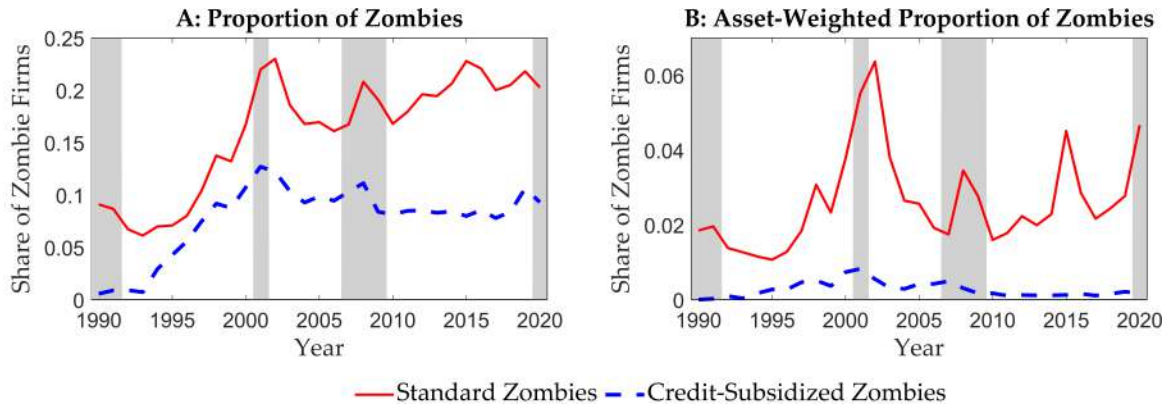 A: Proportion of Zombies
0.25
0.2
0.15
0.1
0.05
0
Share of Zombie Firms
1990 1995 2000 2005 2010 2015 2020
Year
B: Asset-Weighted Proportion of Zombies
0.06
0.04
0.02
0
Share of Zombie Firms
1990 1995 2000 2005 2010 2015 2020
Year
Standard Zombies Credit-Subsidized Zombies